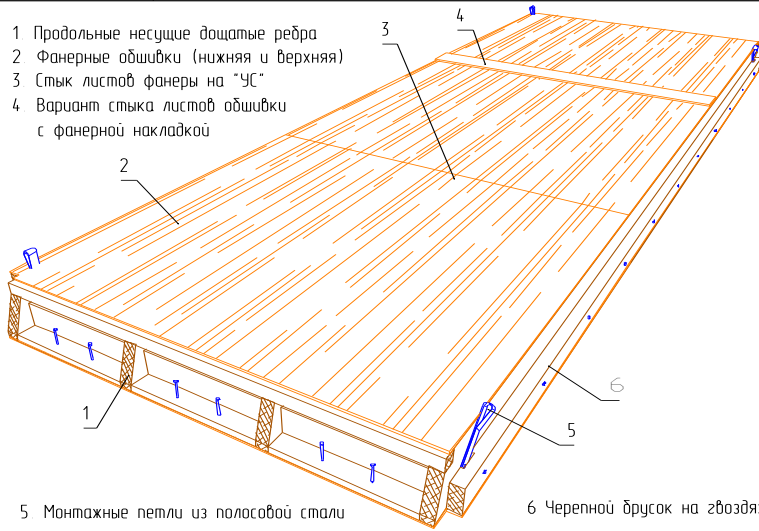 1 Продольные несущие дощатые ребра
2 Фанерные обшивки (нижняя и верхняя)
3 Стык листов фанеры на "УС"
4 Вариант стыка листов обшивки
с фанерной накладкой
4
3
2
6
1
5
5. Монтажные петли из полосовой стали
6 Черепной брусок на